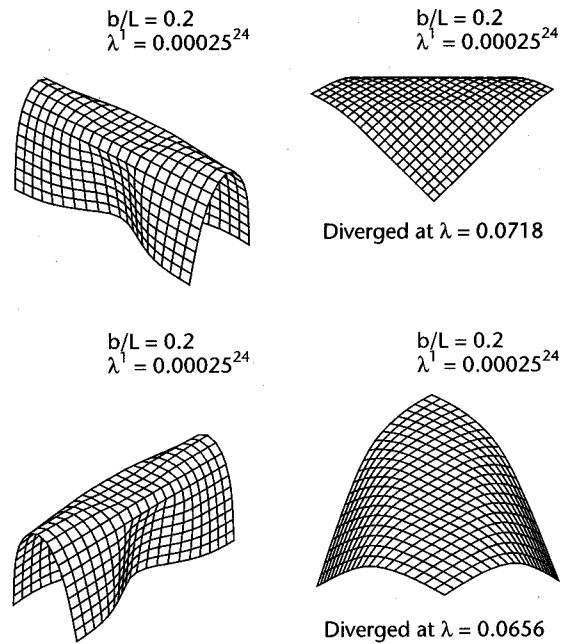 b/L = 0.2
λ¹ = 0.00025²⁴
b/L = 0.2
λ¹ = 0.00025²⁴
Diverged at λ = 0.0718
b/L = 0.2
λ¹ = 0.00025²⁴
b/L = 0.2
λ¹ = 0.00025²⁴
Diverged at λ = 0.0656